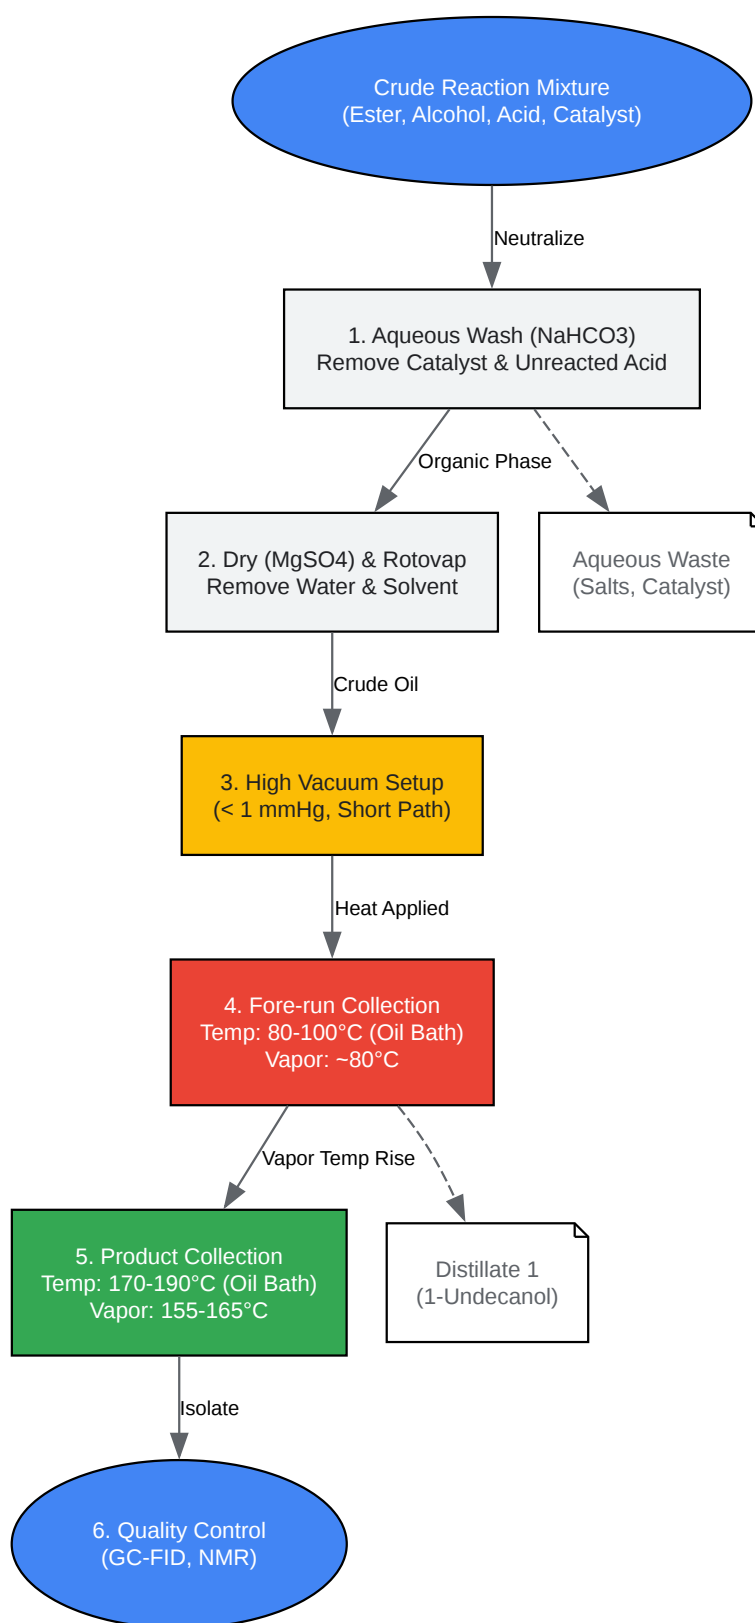 Crude Reaction Mixture
(Ester, Alcohol, Acid, Catalyst)
Neutralize
1. Aqueous Wash (NaHCO3)
Remove Catalyst & Unreacted Acid
Organic Phase
2. Dry (MgSO4) & Rotovap
Remove Water & Solvent
Aqueous Waste
(Salts, Catalyst)
Crude Oil
3. High Vacuum Setup
(< 1 mmHg, Short Path)
Heat Applied
4. Fore-run Collection
Temp: 80-100°C (Oil Bath)
Vapor: ~80°C
Vapor Temp Rise
5. Product Collection
Temp: 170-190°C (Oil Bath)
Vapor: 155-165°C
Distillate 1
(1-Undecanol)
Isolate
6. Quality Control
(GC-FID, NMR)